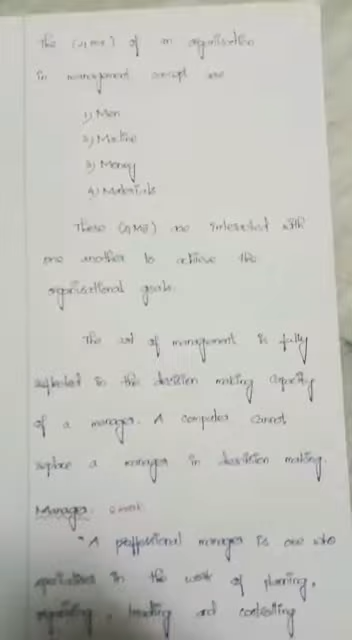 The (4M's) of an organisation
in management concept are
1) Men
2) Machine
3) Money
4) Materials
These (4M's) are interected with
one another to achieve the
organisational goals.
The art of management is fully
reflected in the decision making capacity
of a manager. A computer cannot
replace a manager in decision making.
Manager
"A proffessional manager is one who
specialises in the work of planning,
organising, leading and controlling